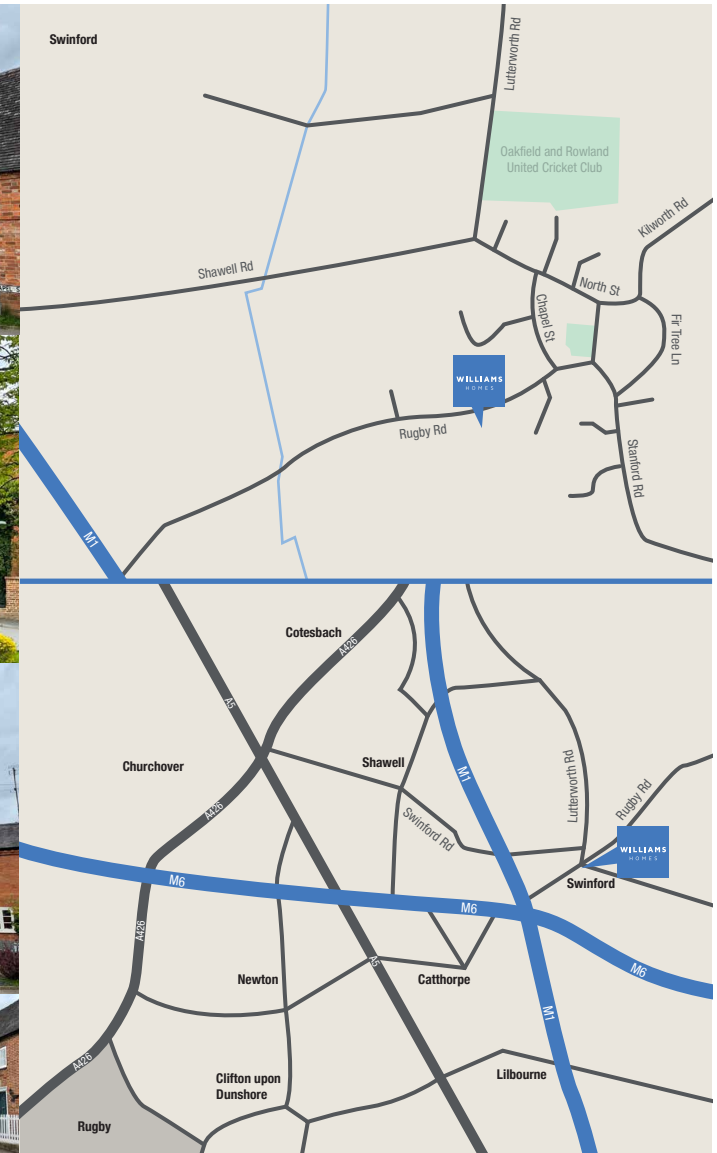 Swinford
Lutterworth Rd
Oakfield and Rowland
United Cricket Club
Kilworth Rd
Shawell Rd
North St
Chapel St
Fir Tree Ln
WILLIAMS
HOMES
Rugby Rd
Stanford Rd
M1
Cotesbach
A426
A5
Churchover
Shawell
M1
Lutterworth Rd
Rugby Rd
A426
Swinford Rd
WILLIAMS
HOMES
Swinford
M6
M6
A426
A5
M6
Newton
Catthorpe
M1
A426
Clifton upon
Dunshore
Lilbourne
Rugby